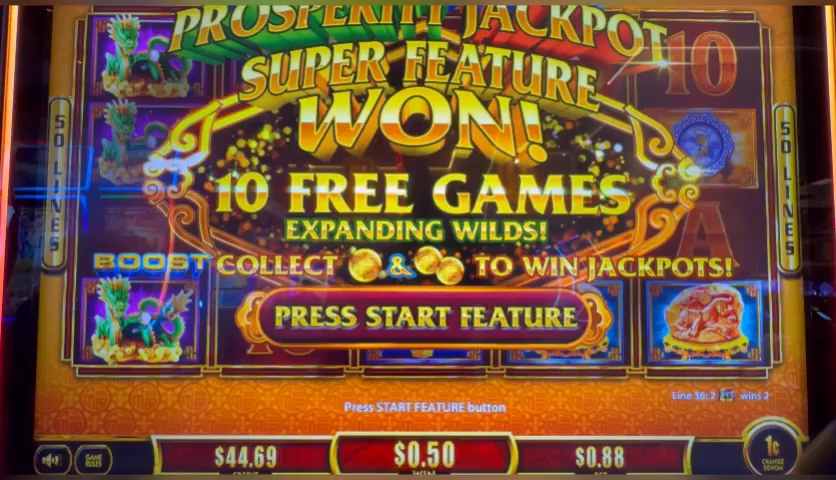 PROSPERITY JACKPOT
SUPER FEATURE
WON!
10
50 LINES
50 LINES
10 FREE GAMES
EXPANDING WILDS!
A
BOOST COLLECT & TO WIN JACKPOTS!
PRESS START FEATURE
Line 36: 2 wins 2
Press START FEATURE button
GAME RULES
$44.69
$0.50
$0.88
1¢
CHANGE
DENOM